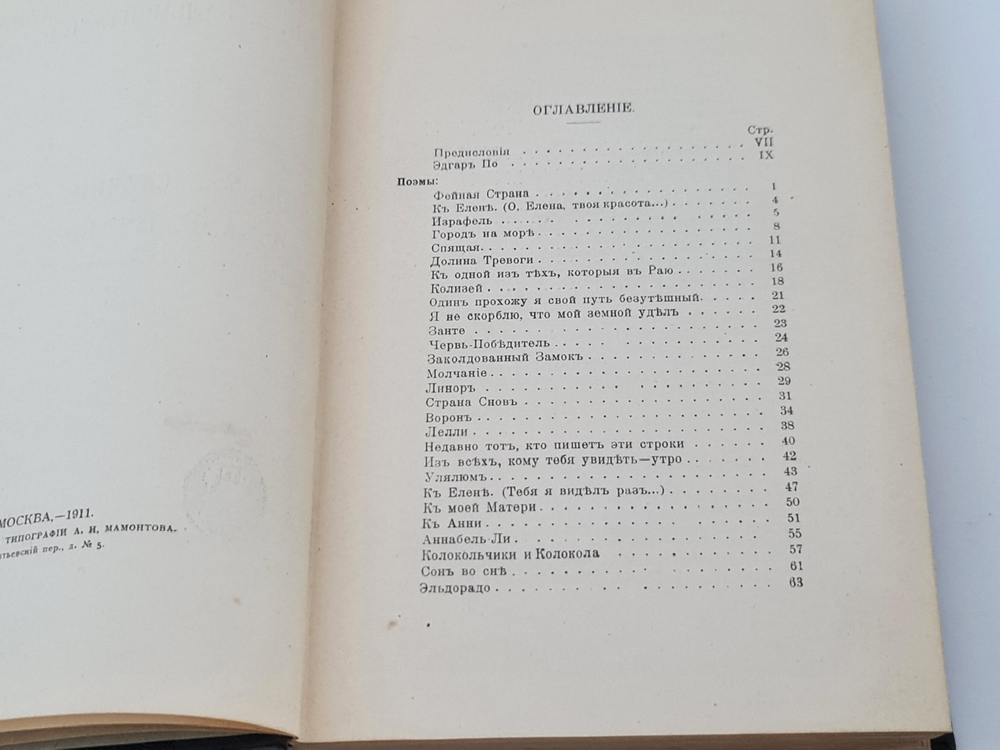 МОСКВА,—1911.
ТИПОГРАФІИ А. И. МАМОНТОВА.
пер., д. № 5.
ОГЛАВЛЕНІЕ.
Стр.
Предисловія . . . . . . . . . . . . . . . . . VII
Эдгаръ По . . . . . . . . . . . . . . . . . IX
Поэмы:
Фейная Страна . . . . . . . . . . . . . . . . 1
Къ Еленѣ. (О, Елена, твоя красота...) . . . . . . 4
Израфель . . . . . . . . . . . . . . . . . 5
Городъ на морѣ . . . . . . . . . . . . . . . 8
Спящая. . . . . . . . . . . . . . . . . . 11
Долина Тревоги . . . . . . . . . . . . . . . 14
Къ одной изъ тѣхъ, которыя въ Раю . . . . . . 16
Колизей . . . . . . . . . . . . . . . . . 18
Одинъ прохожу я свой путь безутѣшный. . . . . 21
Я не скорблю, что мой земной удѣлъ . . . . . . 22
Занте . . . . . . . . . . . . . . . . . . 23
Червь-Побѣдитель . . . . . . . . . . . . . . 24
Заколдованный Замокъ . . . . . . . . . . . . 26
Молчаніе . . . . . . . . . . . . . . . . . 28
Линоръ . . . . . . . . . . . . . . . . . 29
Страна Сновъ . . . . . . . . . . . . . . . 31
Воронъ . . . . . . . . . . . . . . . . . 34
Лелли . . . . . . . . . . . . . . . . . . 38
Недавно тотъ, кто пишетъ эти строки . . . . . . 40
Изъ всѣхъ, кому тебя увидѣть—утро . . . . . . 42
Улялюмъ . . . . . . . . . . . . . . . . . 43
Къ Еленѣ. (Тебя я видѣлъ разъ...) . . . . . . . 47
Къ моей Матери . . . . . . . . . . . . . . 50
Къ Анни . . . . . . . . . . . . . . . . . 51
Аннабель-Ли . . . . . . . . . . . . . . . . 55
Колокольчики и Колокола . . . . . . . . . . 57
Сонъ во снѣ . . . . . . . . . . . . . . . . 61
Эльдорадо . . . . . . . . . . . . . . . . . 63